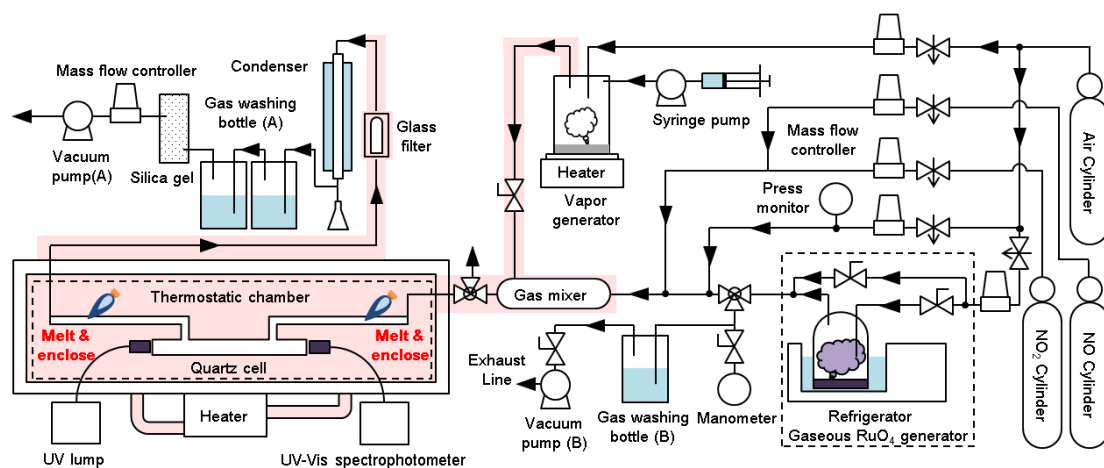 Mass flow controller
Condenser
Gas washing
bottle (A)
Vacuum
pump(A)
Silica gel
Glass
filter
Syringe pump
Heater
Vapor
generator
Mass flow
controller
Press
monitor
Air Cylinder
Thermostatic chamber
Melt &
enclose
Melt &
enclose
Quartz cell
Gas mixer
Heater
UV lump
UV-Vis spectrophotometer
Exhaust
Line
Vacuum
pump (B)
Gas washing
bottle (B)
Manometer
Refrigerator
Gaseous RuO₄ generator
NO₂ Cylinder
NO Cylinder